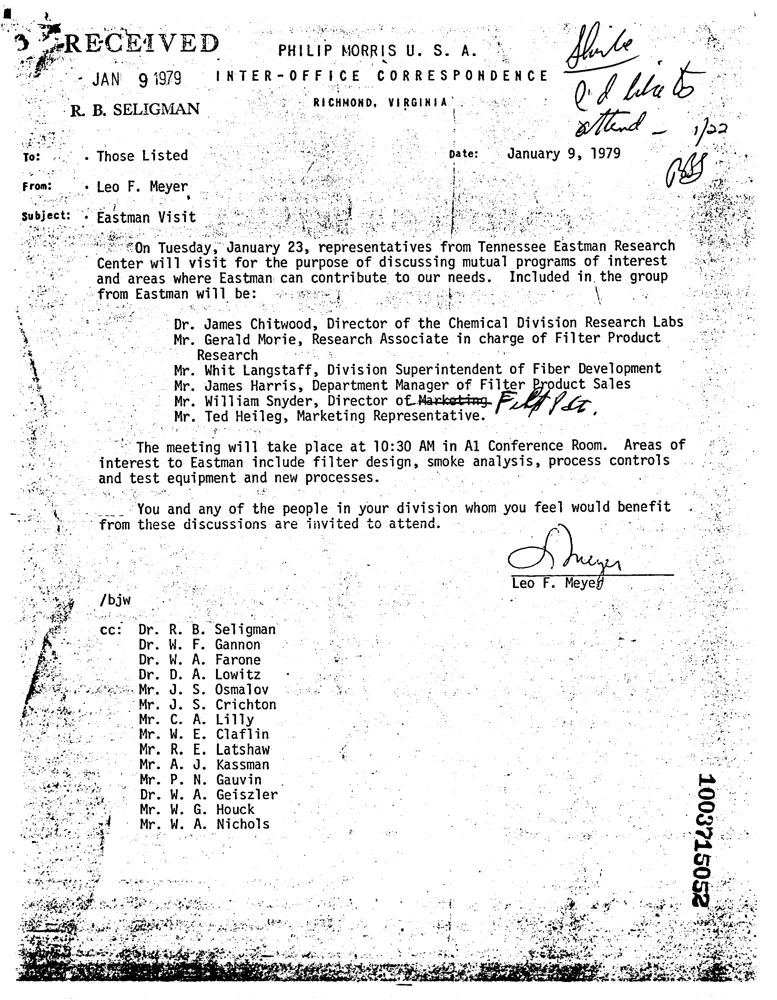 RECEIVED
JAN 9 1979
R. B. SELIGMAN
PHILIP MORRIS U. S. A.
INTER-OFFICE CORRESPONDENCE
RICHMOND, VIRGINIA
I'd like to
attend - 1/22
To: Those Listed
Date: January 9, 1979
From: Leo F. Meyer
Subject: Eastman Visit
On Tuesday, January 23, representatives from Tennessee Eastman Research
Center will visit for the purpose of discussing mutual programs of interest
and areas where Eastman can contribute to our needs. Included in the group
from Eastman will be:
Dr. James Chitwood, Director of the Chemical Division Research Labs
Mr. Gerald Morie, Research Associate in charge of Filter Product
Research
Mr. Whit Langstaff, Division Superintendent of Fiber Development
Mr. James Harris, Department Manager of Filter Product Sales
Mr. William Snyder, Director of Marketing
Mr. Ted Heileg, Marketing Representative.
The meeting will take place at 10:30 AM in A1 Conference Room. Areas of
interest to Eastman include filter design, smoke analysis, process controls
and test equipment and new processes.
You and any of the people in your division whom you feel would benefit
from these discussions are invited to attend.
L Meyer
Leo F. Meyer
/bjw
cc: Dr. R. B. Seligman
Dr. W. F. Gannon
Dr. W. A. Farone
Dr. D. A. Lowitz
Mr. J. S. Osmalov
Mr. J. S. Crichton
Mr. C. A. Lilly
Mr. W. E. Claflin
Mr. R. E. Latshaw
Mr. A. J. Kassman
Mr. P. N. Gauvin
Dr. W. A. Geiszler
Mr. W. G. Houck
Mr. W. A. Nichols
1003715052